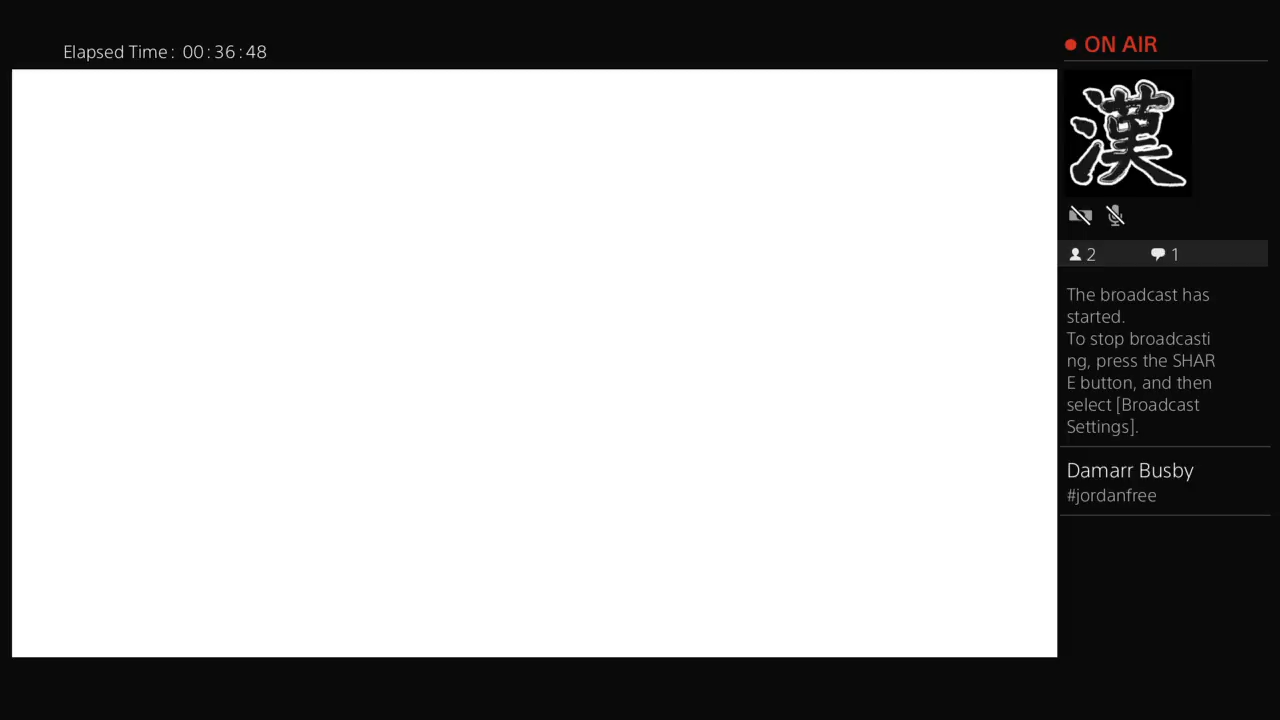 Elapsed Time: 00:36:48
ON AIR
漢
2 1
The broadcast has
started.
To stop broadcasti
ng, press the SHAR
E button, and then
select [Broadcast
Settings].
Damarr Busby
#jordanfree